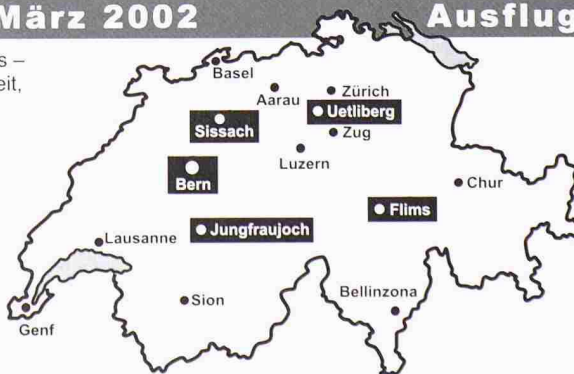 März 2002 Ausflug
s –
eit,
Basel
Aarau
Zürich
Uetliberg
Sissach
Zug
Luzern
Bern
Chur
Flims
Jungfraujoch
Lausanne
Sion
Bellinzona
Genf